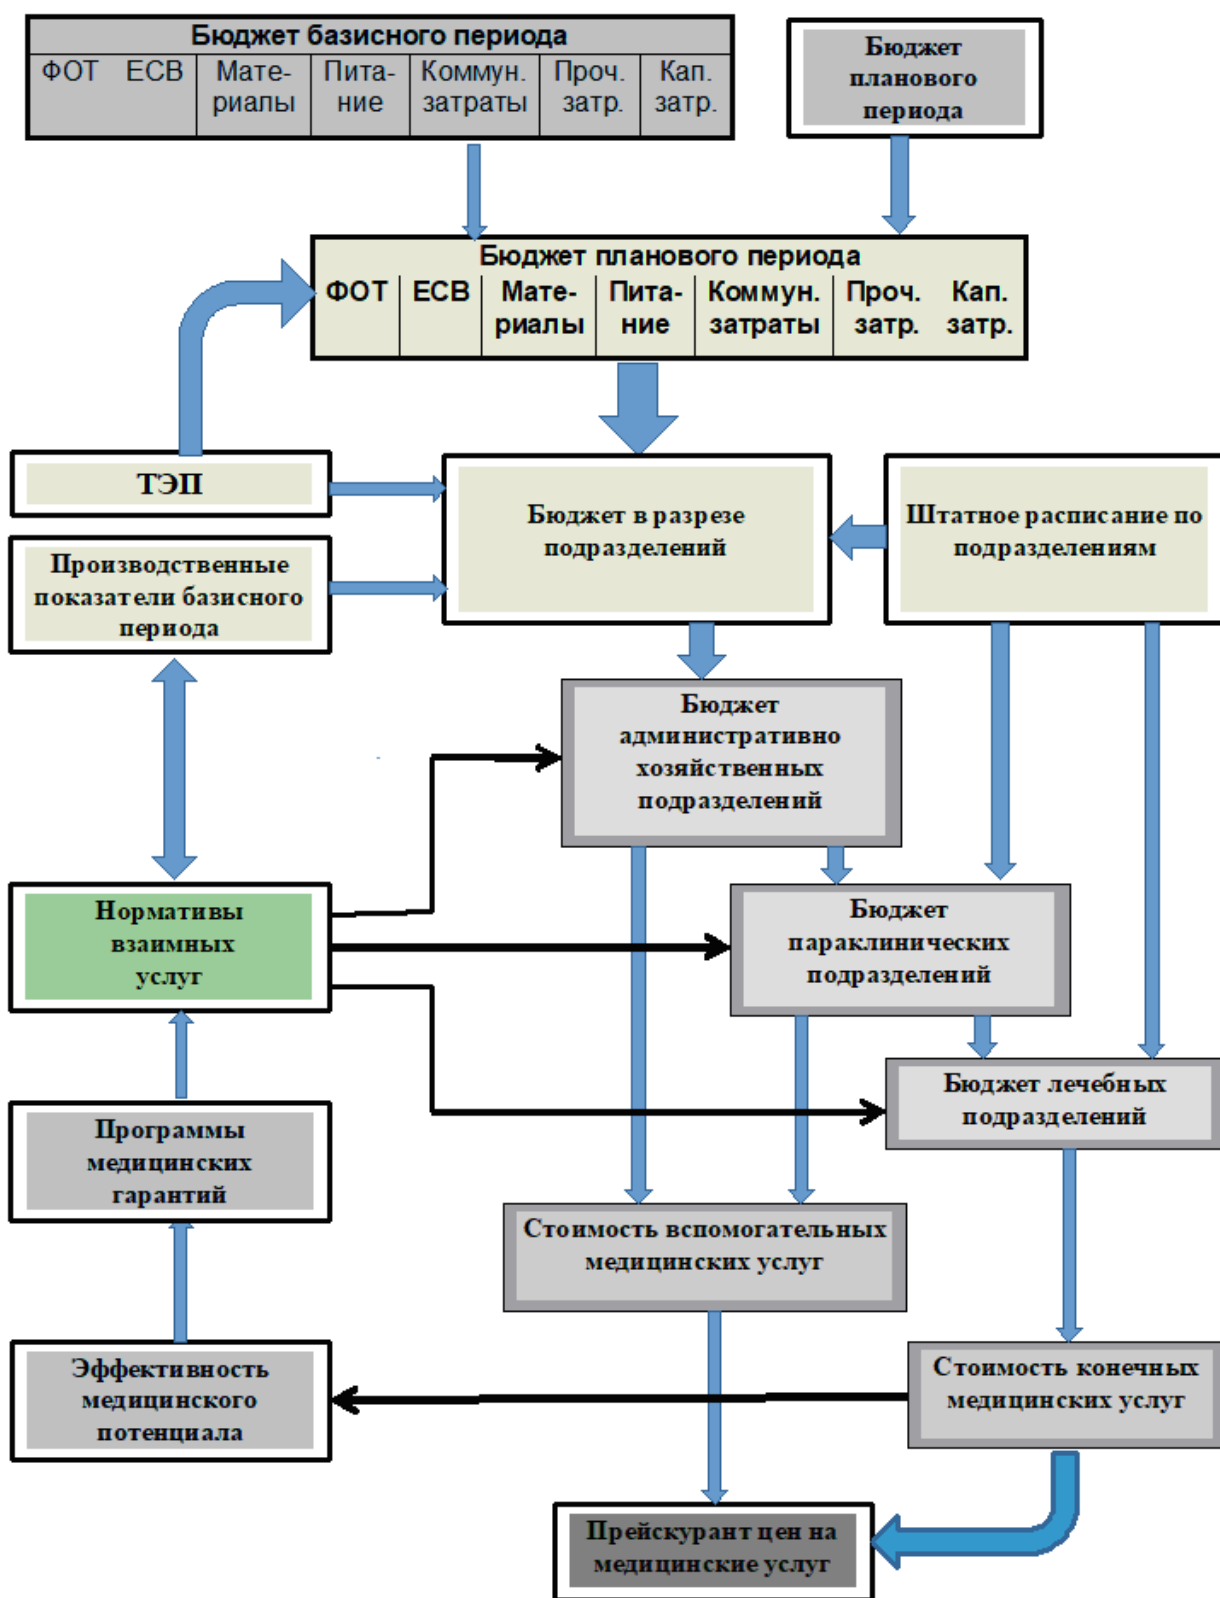 Бюджет базисного периода
ФОТ ЕСВ Мате- Пита- Коммун. Проч. Кап.
риалы ние затраты затр. затр.
Бюджет
планового
периода
Бюджет планового периода
ФОТ ЕСВ Мате- Пита- Коммун. Проч. Кап.
риалы ние затраты затр. затр.
ТЭП
Бюджет в разрезе
подразделений
Штатное расписание по
подразделениям
Производственные
показатели базисного
периода
Бюджет
административно
хозяйственных
подразделений
Нормативы
взаимных
услуг
Бюджет
параклинических
подразделений
Бюджет лечебных
подразделений
Программы
медицинских
гарантий
Стоимость вспомогательных
медицинских услуг
Эффективность
медицинского
потенциала
Стоимость конечных
медицинских услуг
Прейскурант цен на
медицинские услуг